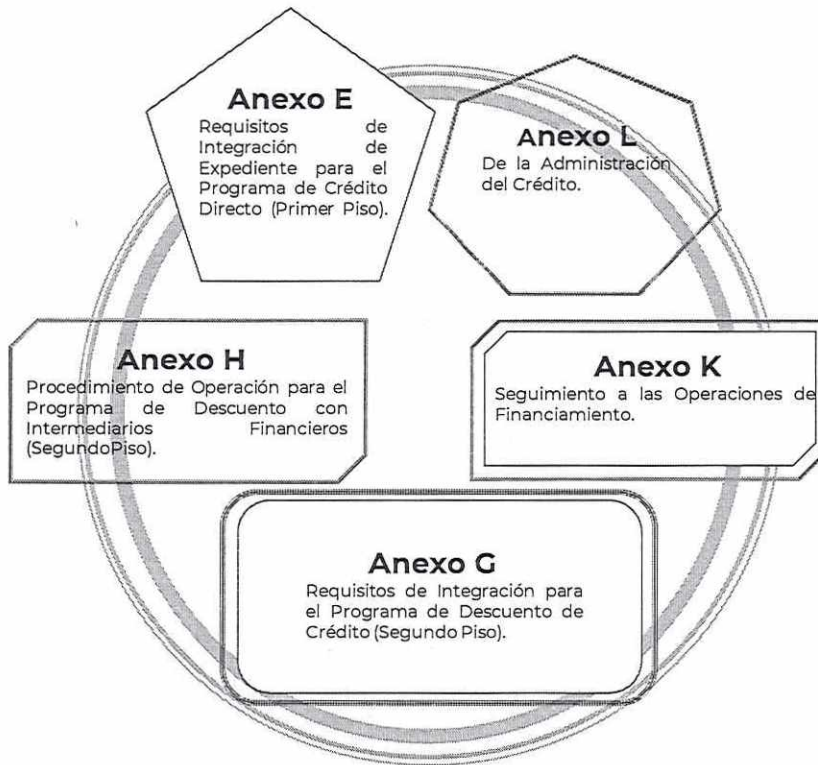 Anexo E
Requisitos de
Integración de
Expediente para el
Programa de Crédito
Directo (Primer Piso).
Anexo L
De la Administración
del Crédito.
Anexo H
Procedimiento de Operación para el
Programa de Descuento con
Intermediarios Financieros
(SegundoPiso).
Anexo K
Seguimiento a las Operaciones de
Financiamiento.
Anexo G
Requisitos de Integración para
el Programa de Descuento de
Crédito (Segundo Piso).